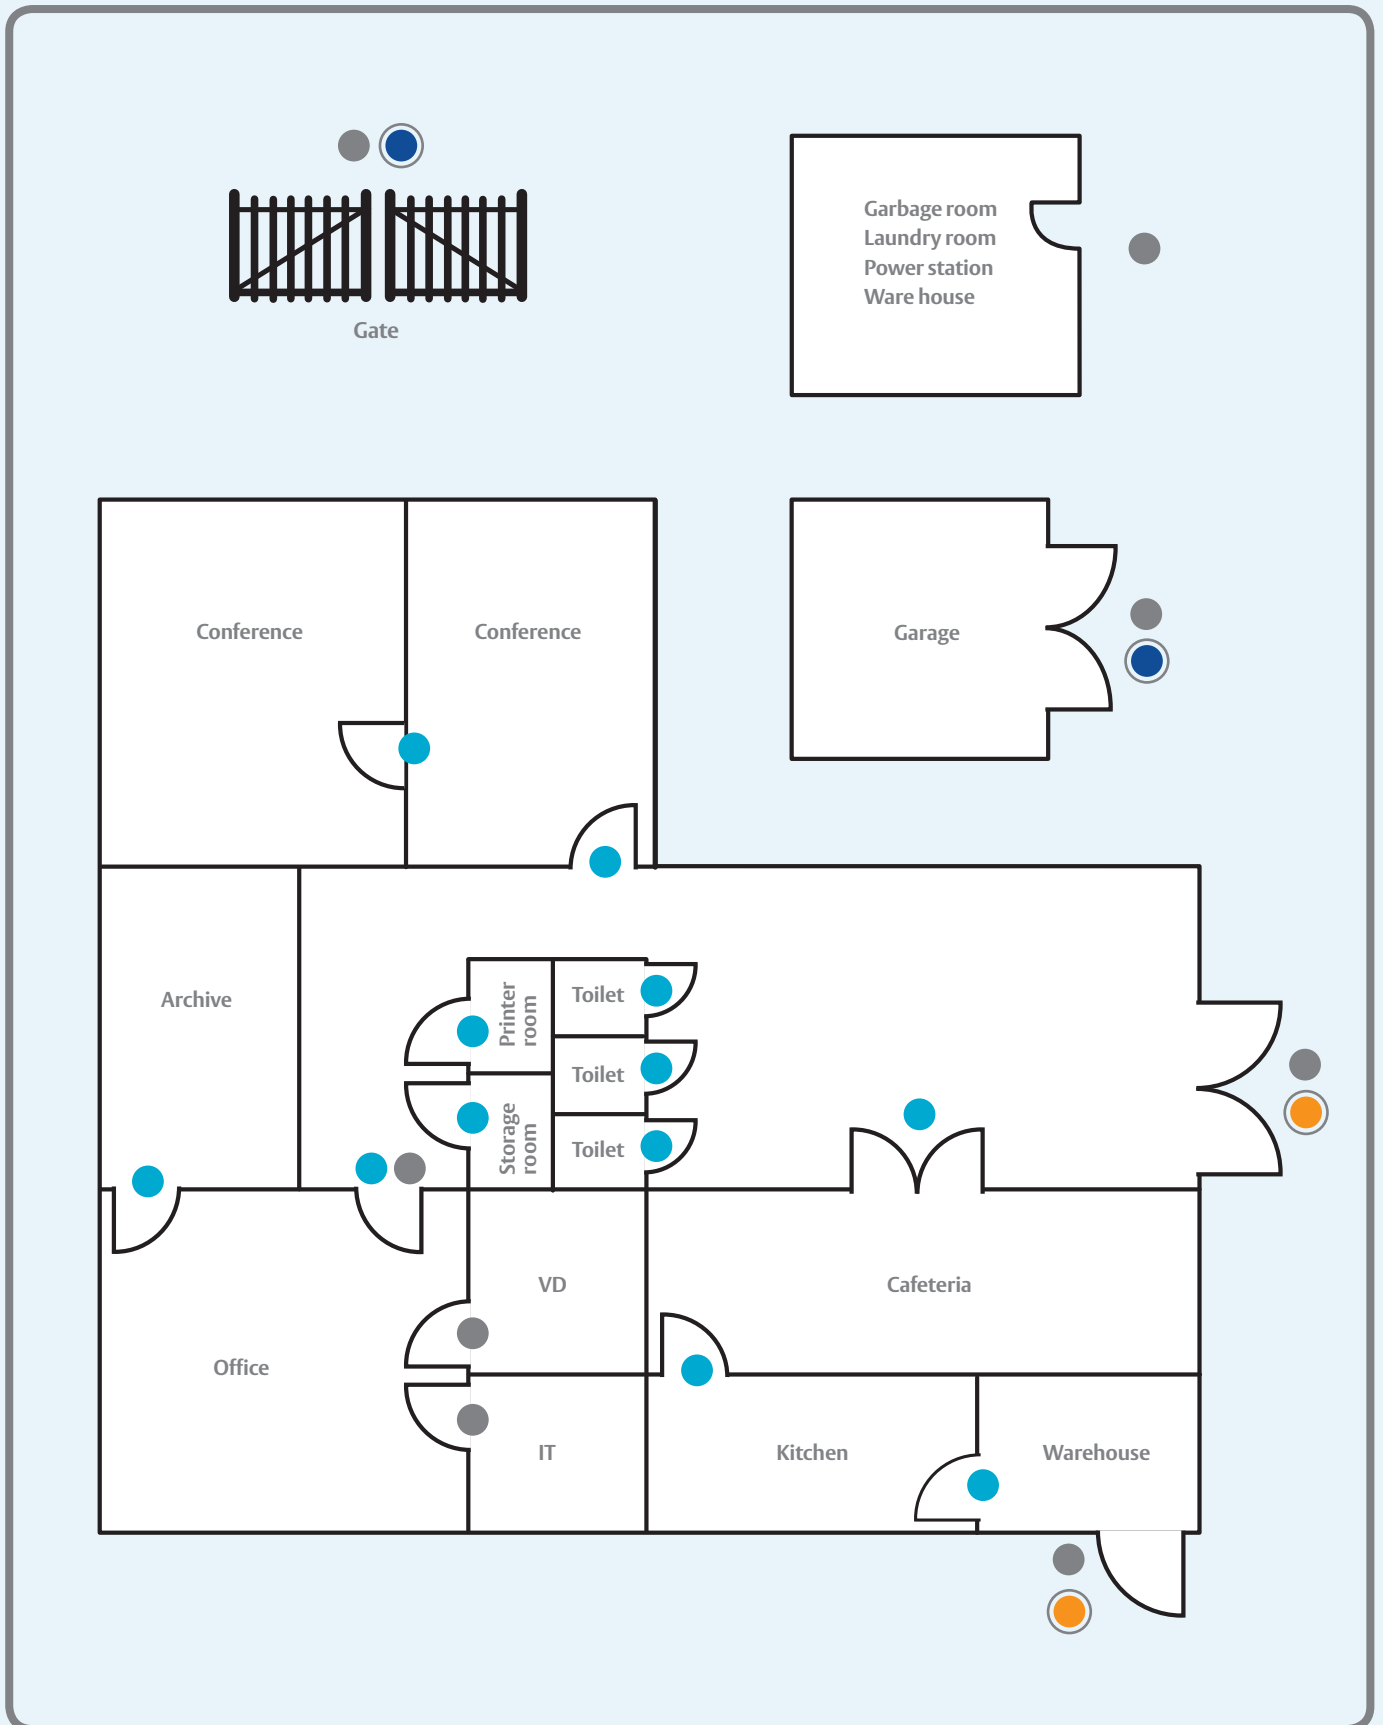 Gate
Garbage room
Laundry room
Power station
Ware house
Conference
Conference
Garage
Archive
Printer
room
Toilet
Toilet
Storage
room
Toilet
VD
Cafeteria
Office
IT
Kitchen
Warehouse